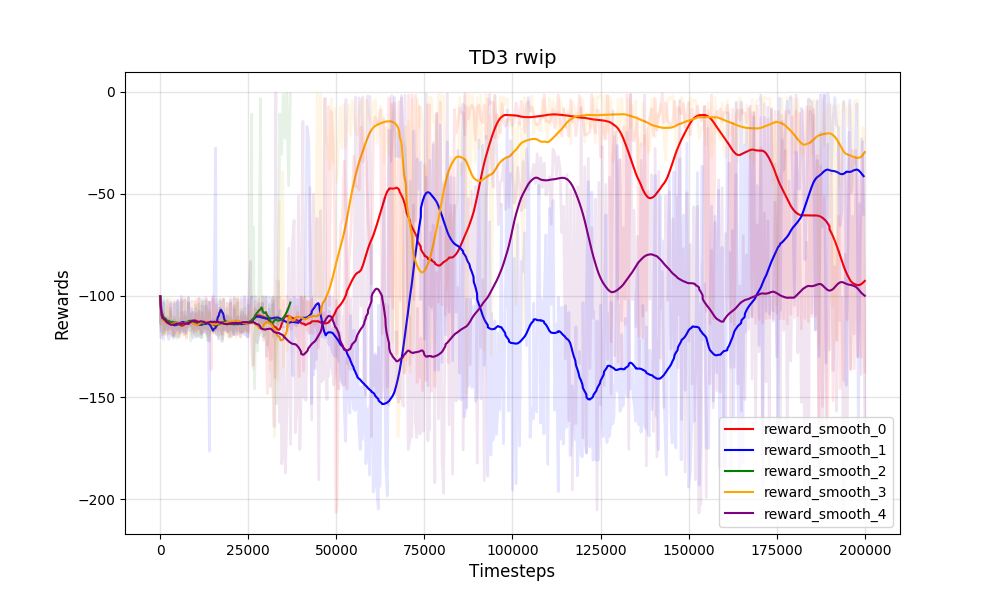 TD3 rwip
Rewards
0
−50
−100
−150
−200
0 25000 50000 75000 100000 125000 150000 175000 200000
Timesteps
reward_smooth_0
reward_smooth_1
reward_smooth_2
reward_smooth_3
reward_smooth_4